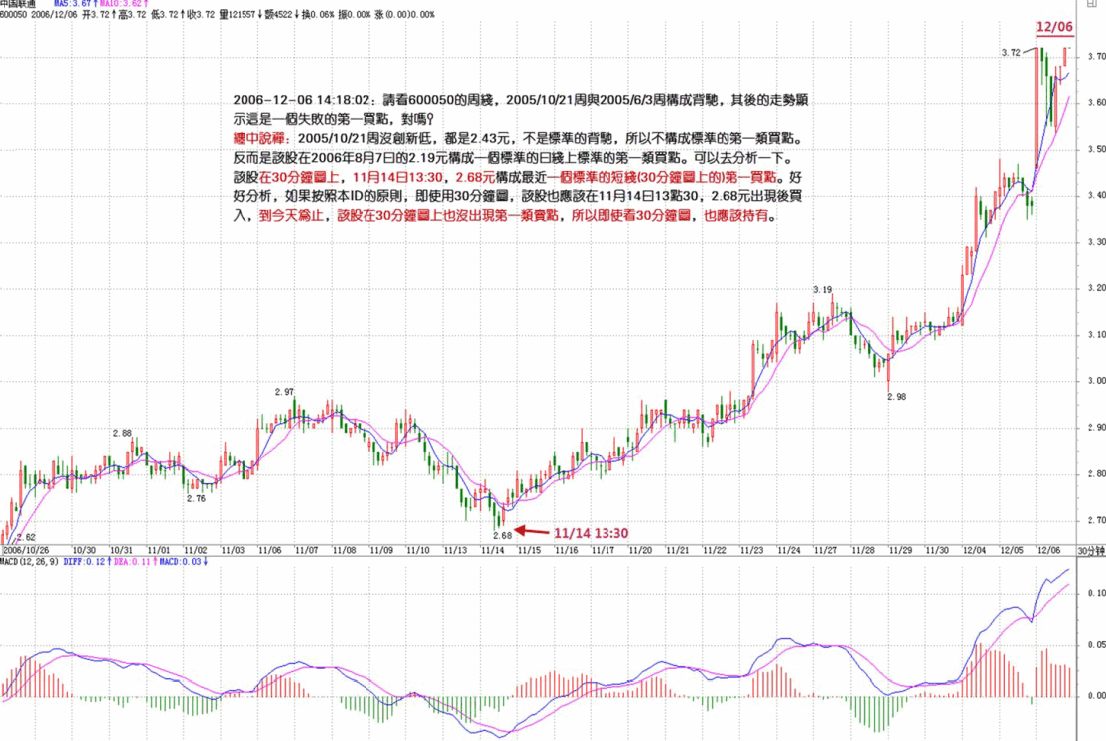 中国联通 MA5:3.67↑MA10:3.62↑
600050 2006/12/06 开3.72↑高3.72 低3.72↑收3.72 量121557↓额4522↓换0.06% 振0.00% 涨(0.00)0.00%
12/06
3.72
3.70
2006-12-06 14:18:02：請看600050的周綫，2005/10/21周與2005/6/3周構成背馳，其後的走勢顯
示這是一個失敗的第一買點，對嗎？
纏中說禪：2005/10/21周沒創新低，都是2.43元，不是標準的背馳，所以不構成標準的第一類買點。
反而是該股在2006年8月7日的2.19元構成一個標準的日綫上標準的第一類買點。可以去分析一下。
該股在30分鐘圖上，11月14日13:30，2.68元構成最近一個標準的短綫(30分鐘圖上的)第一買點。好
好分析，如果按照本ID的原則，即使用30分鐘圖，該股也應該在11月14日13點30，2.68元出現後買
入，到今天爲止，該股在30分鐘圖上也沒出現第一類賣點，所以即使看30分鐘圖，也應該持有。
3.50
3.40
3.30
3.20
3.19
3.10
3.00
2.98
2.97
2.90
2.88
2.80
2.76
2.70
2.68
11/14 13:30
2.62
2006/10/26 10/30 10/31 11/01 11/02 11/03 11/06 11/07 11/08 11/09 11/10 11/13 11/14 11/15 11/16 11/17 11/20 11/21 11/22 11/23 11/24 11/27 11/28 11/29 11/30 12/04 12/05 12/06 30分钟
MACD(12,26,9) DIFF:0.12↑DEA:0.11↑MACD:0.03↓
0.10
0.05
0.00